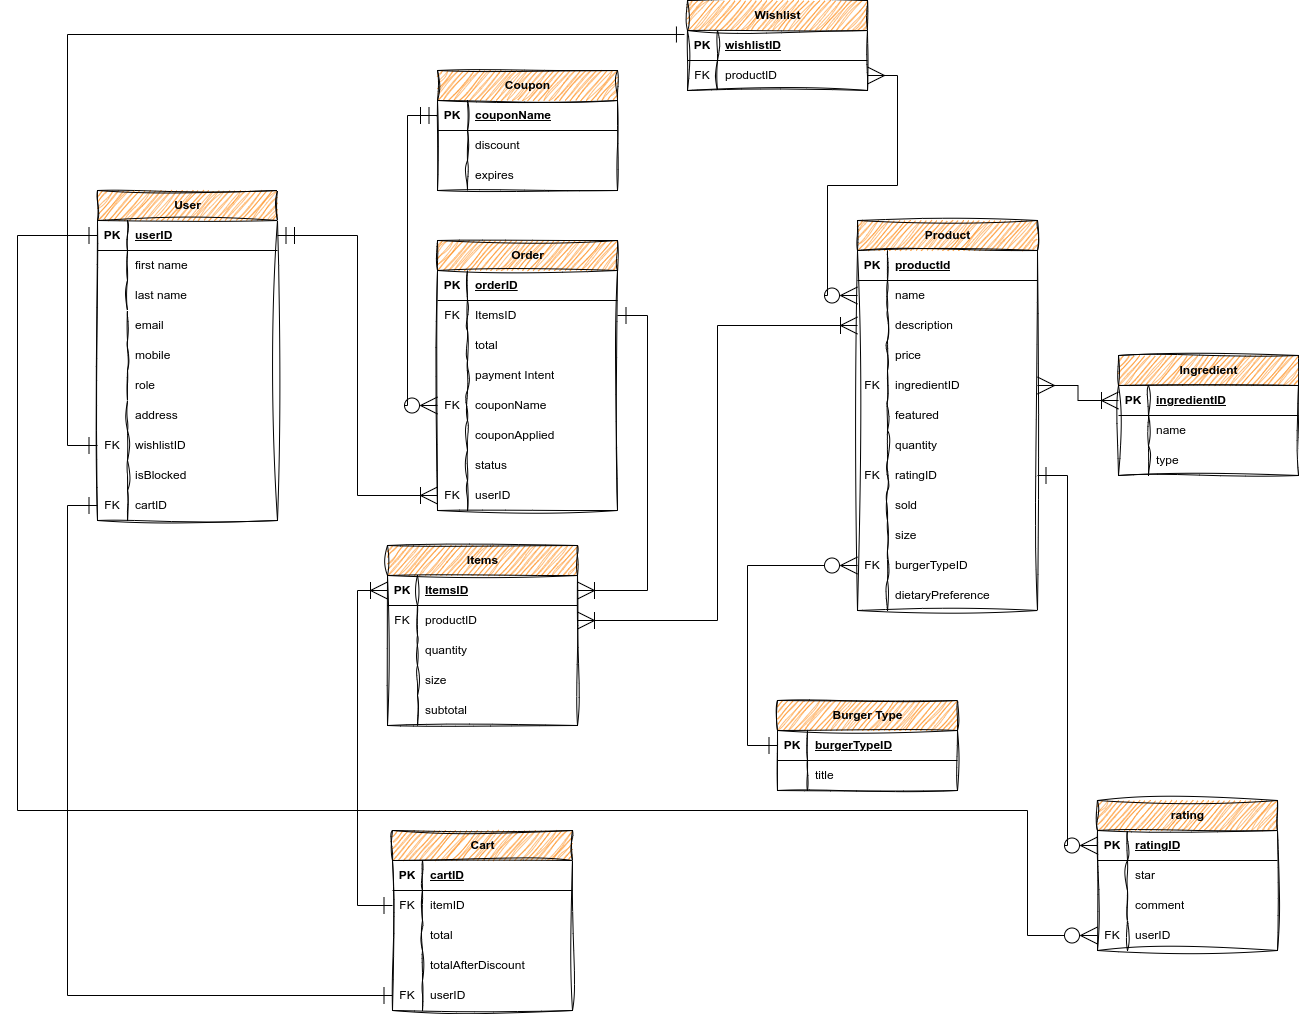 Wishlist
PK wishlistID
FK productID
Coupon
PK couponName
discount
expires
User
PK userID
first name
last name
email
mobile
role
address
FK wishlistID
isBlocked
FK cartID
Order
PK orderID
FK ItemsID
total
payment Intent
FK couponName
couponApplied
status
FK userID
Product
PK productId
name
description
price
FK ingredientID
featured
quantity
FK ratingID
sold
size
FK burgerTypeID
dietaryPreference
Ingredient
PK ingredientID
name
type
Items
PK ItemsID
FK productID
quantity
size
subtotal
Burger Type
PK burgerTypeID
title
Cart
PK cartID
FK itemID
total
totalAfterDiscount
FK userID
rating
PK ratingID
star
comment
FK userID